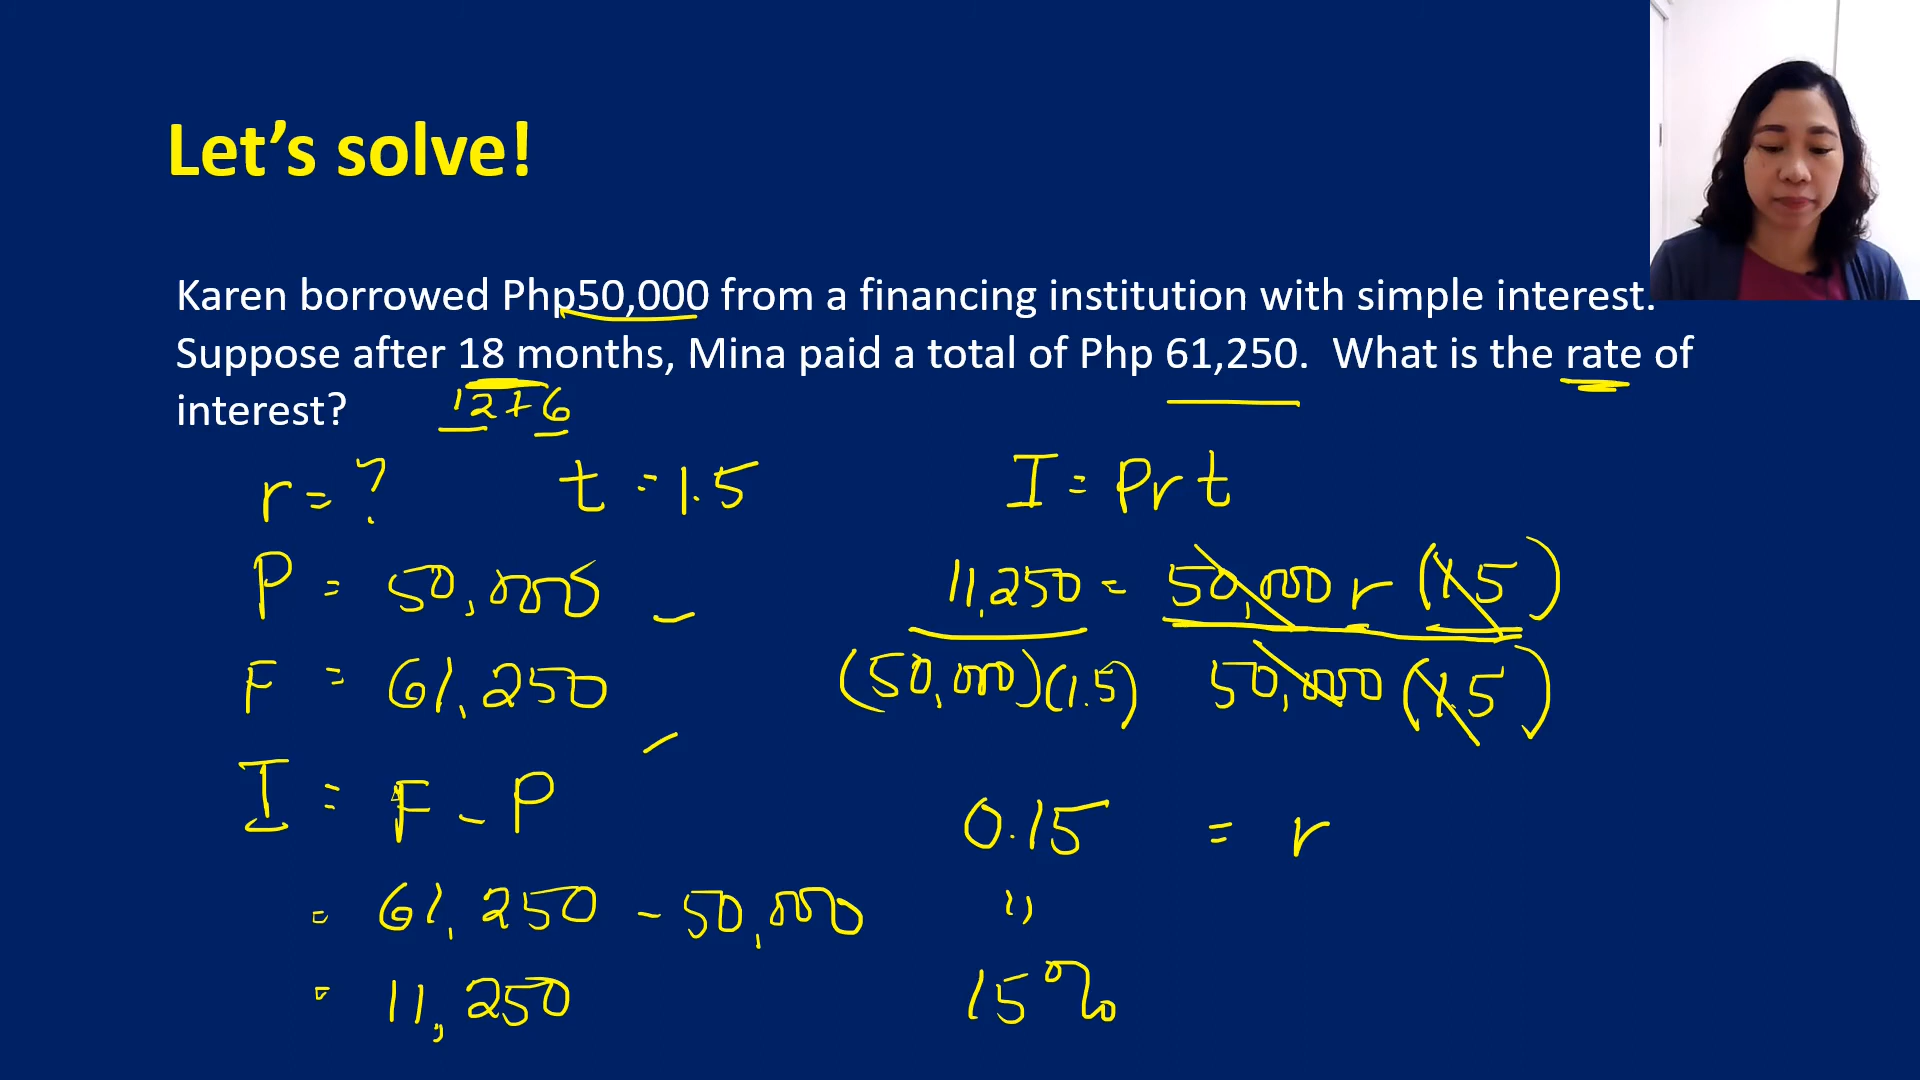 Let’s solve!
Karen borrowed Php50,000 from a financing institution with simple interest.
Suppose after 18 months, Mina paid a total of Php 61,250. What is the rate of
interest?
12+6
r = ?
t = 1.5
P = 50,000
F = 61,250
I = F - P
= 61,250 - 50,000
= 11,250
I = Prt
11,250 = 50,000 r (1.5)
(50,000)(1.5) 50,000 (1.5)
0.15 = r
"
15%